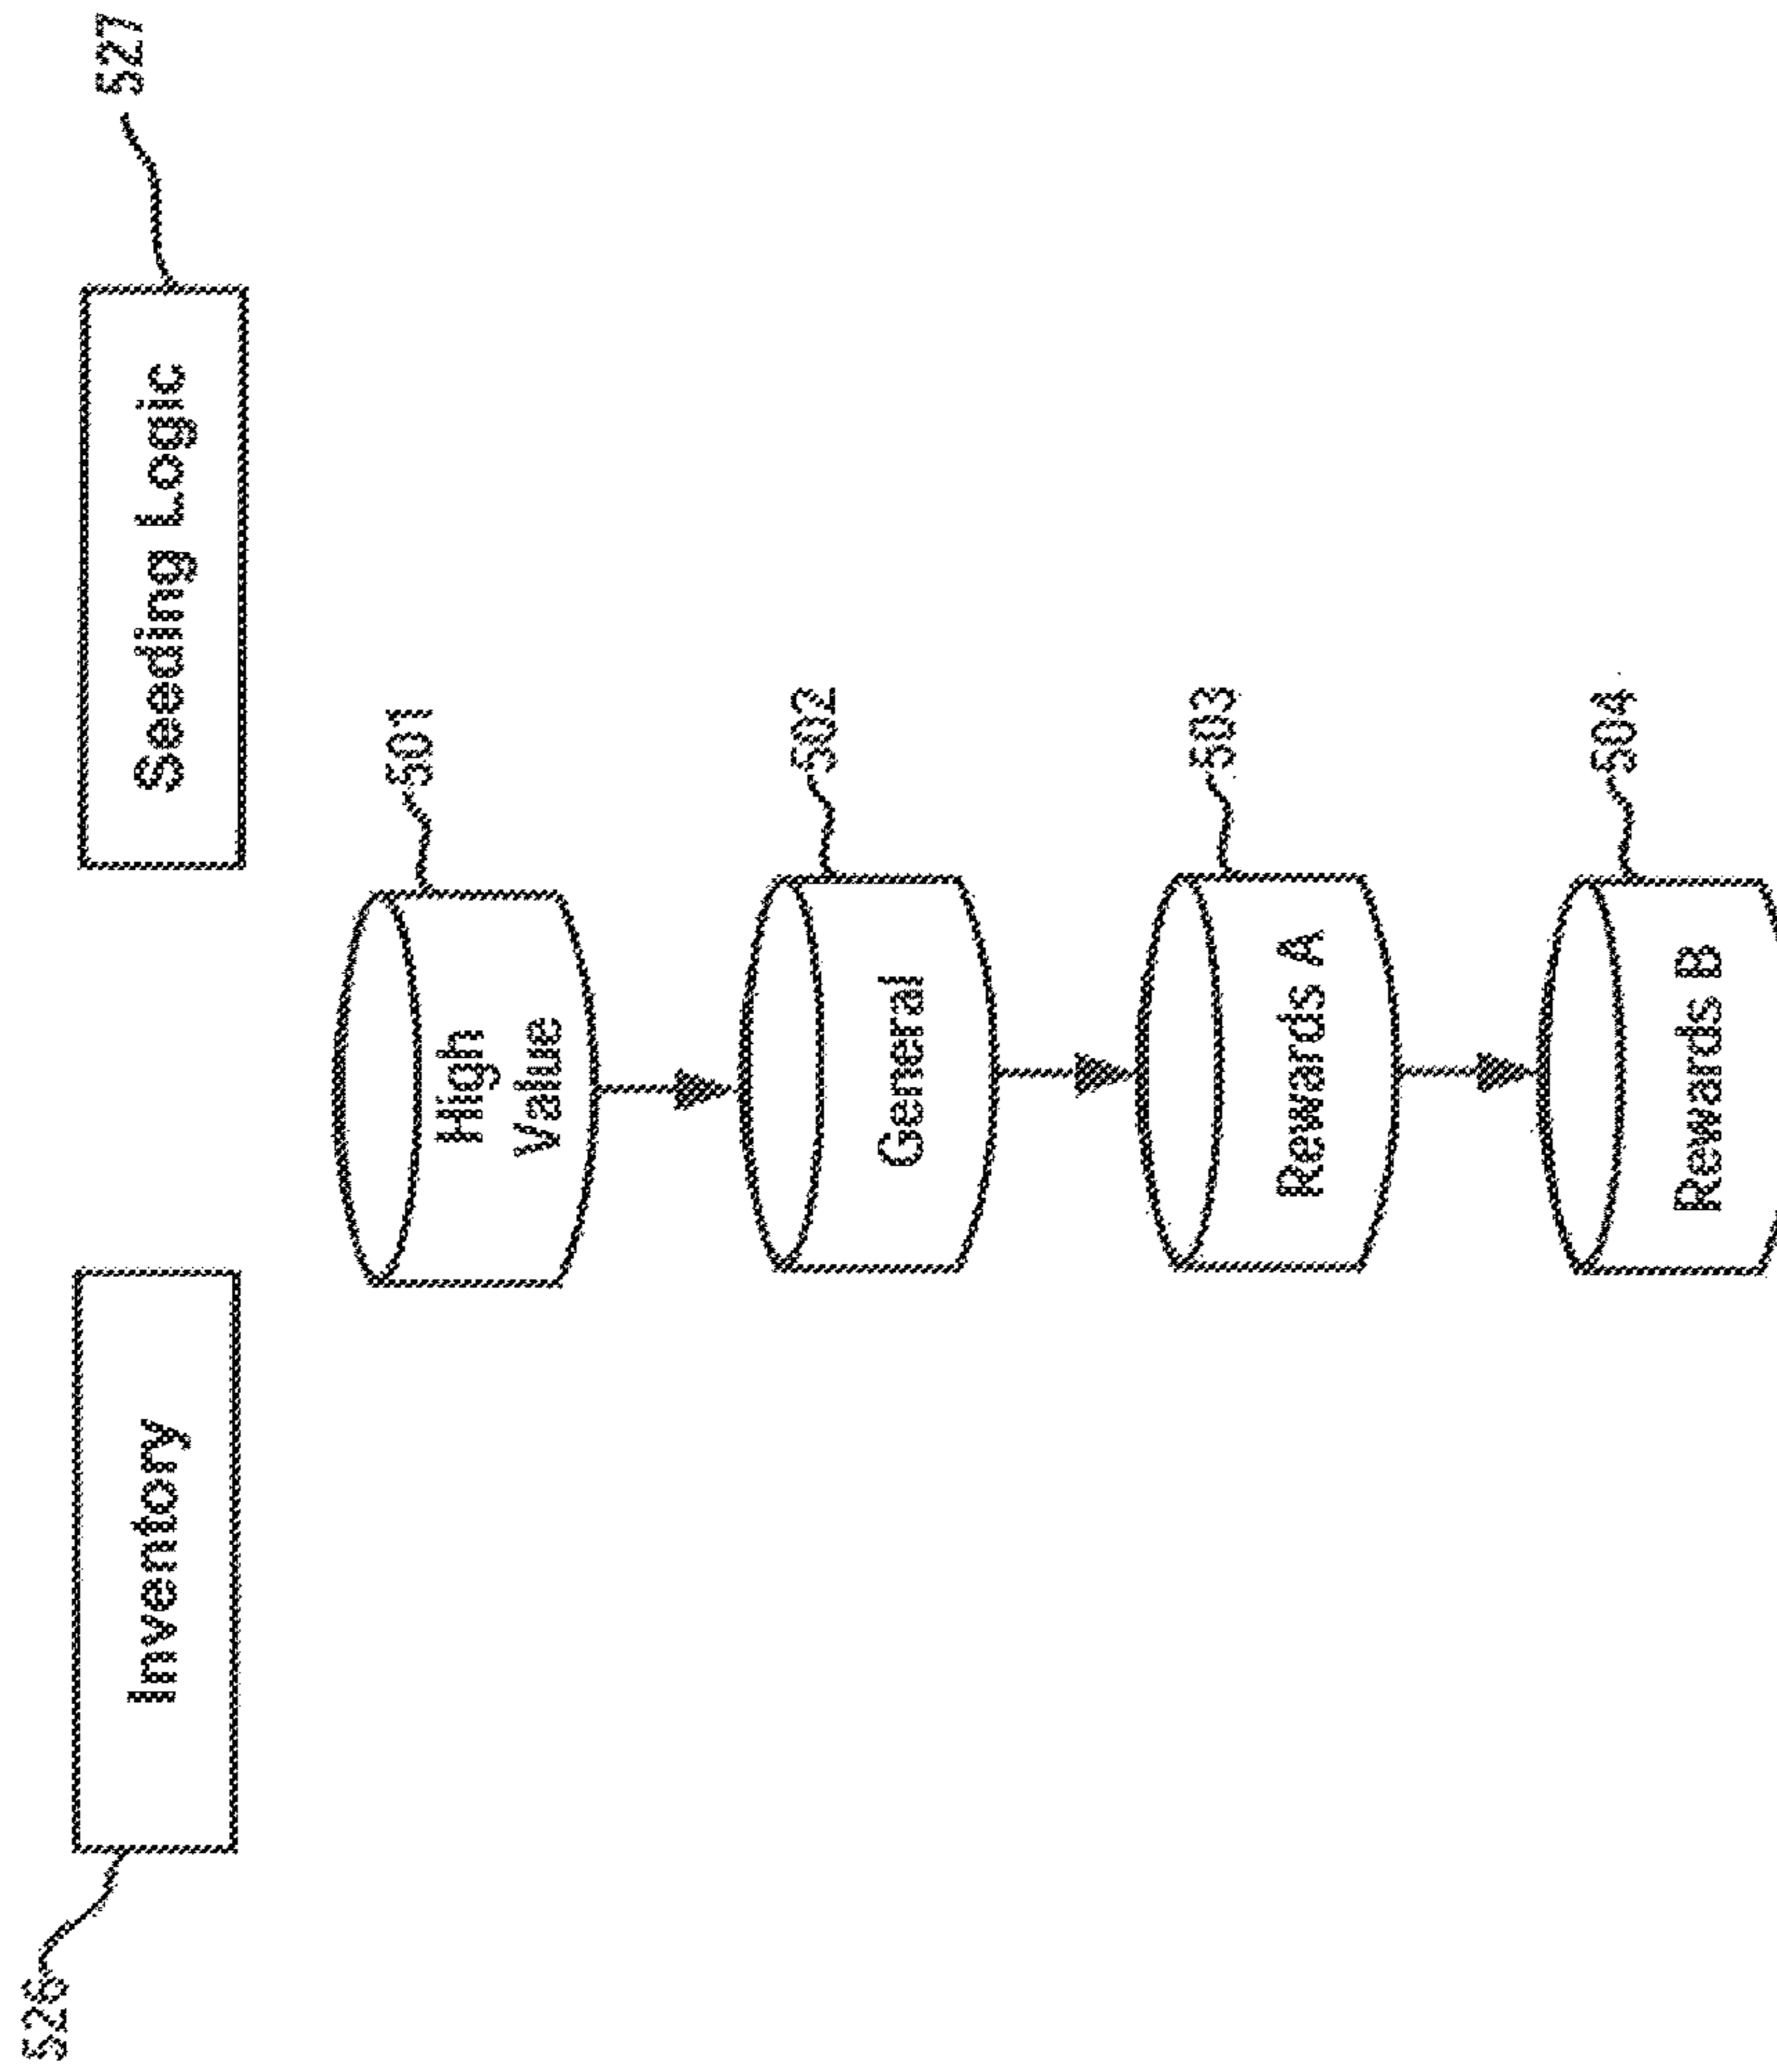 526
527
Inventory
Seeding Logic
501
High
Value
502
General
503
Rewards A
504
Rewards B